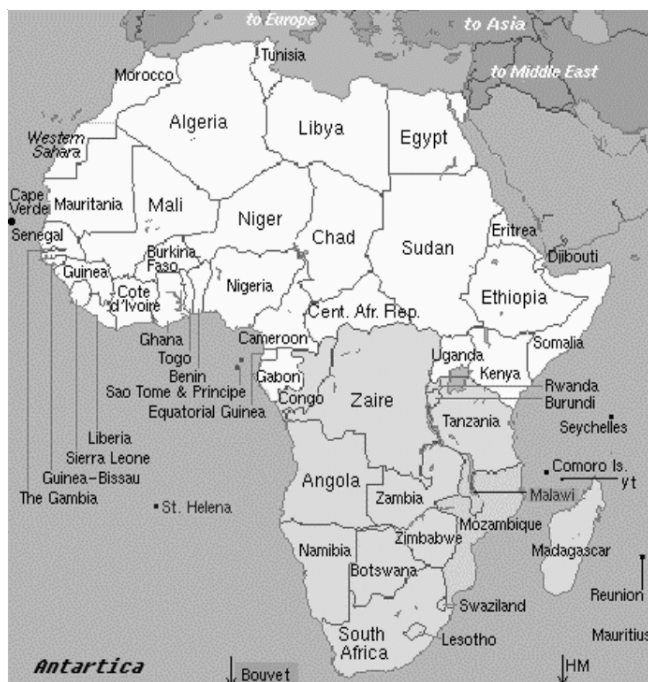 to Europe
to Asia
to Middle East
Tunisia
Morocco
Algeria
Libya
Egypt
Western
Sahara
Cape
Verde
Mauritania
Mali
Niger
Chad
Sudan
Eritrea
Senegal
Djibouti
Burkina
Faso
Guinea
Nigeria
Cote
d'Ivoire
Ethiopia
Cent. Afr. Rep.
Ghana
Togo
Benin
Sao Tome & Principe
Equatorial Guinea
Cameroon
Somalia
Uganda
Kenya
Gabon
Congo
Zaire
Rwanda
Burundi
Tanzania
Seychelles
Liberia
Sierra Leone
Guinea-Bissau
The Gambia
St. Helena
Angola
Zambia
Comoro Is.
yt
Malawi
Mozambique
Zimbabwe
Madagascar
Namibia
Botswana
Reunion
Swaziland
Mauritius
South
Africa
Lesotho
Antartica
Bouvet
HM